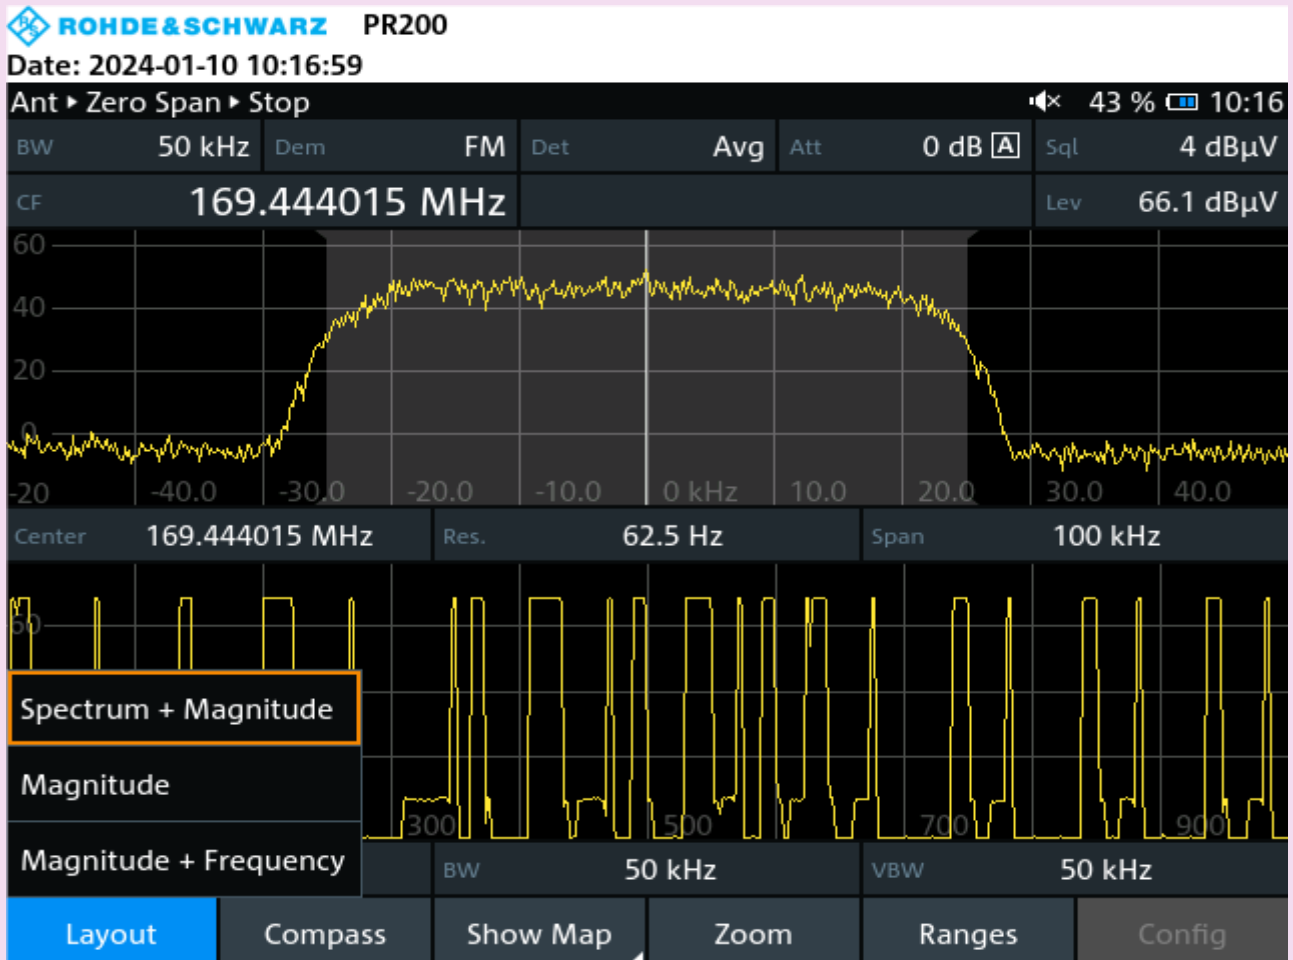 ROHDE&SCHWARZ PR200
Date: 2024-01-10 10:16:59
Ant ▸ Zero Span ▸ Stop 43 % 10:16
BW 50 kHz Dem FM Det Avg Att 0 dB A Sql 4 dBµV
CF 169.444015 MHz Lev 66.1 dBµV
60
40
20
0
-20 -40.0 -30.0 -20.0 -10.0 0 kHz 10.0 20.0 30.0 40.0
Center 169.444015 MHz Res. 62.5 Hz Span 100 kHz
60
Spectrum + Magnitude
Magnitude
300 500 700 900
Magnitude + Frequency BW 50 kHz VBW 50 kHz
Layout Compass Show Map Zoom Ranges Config